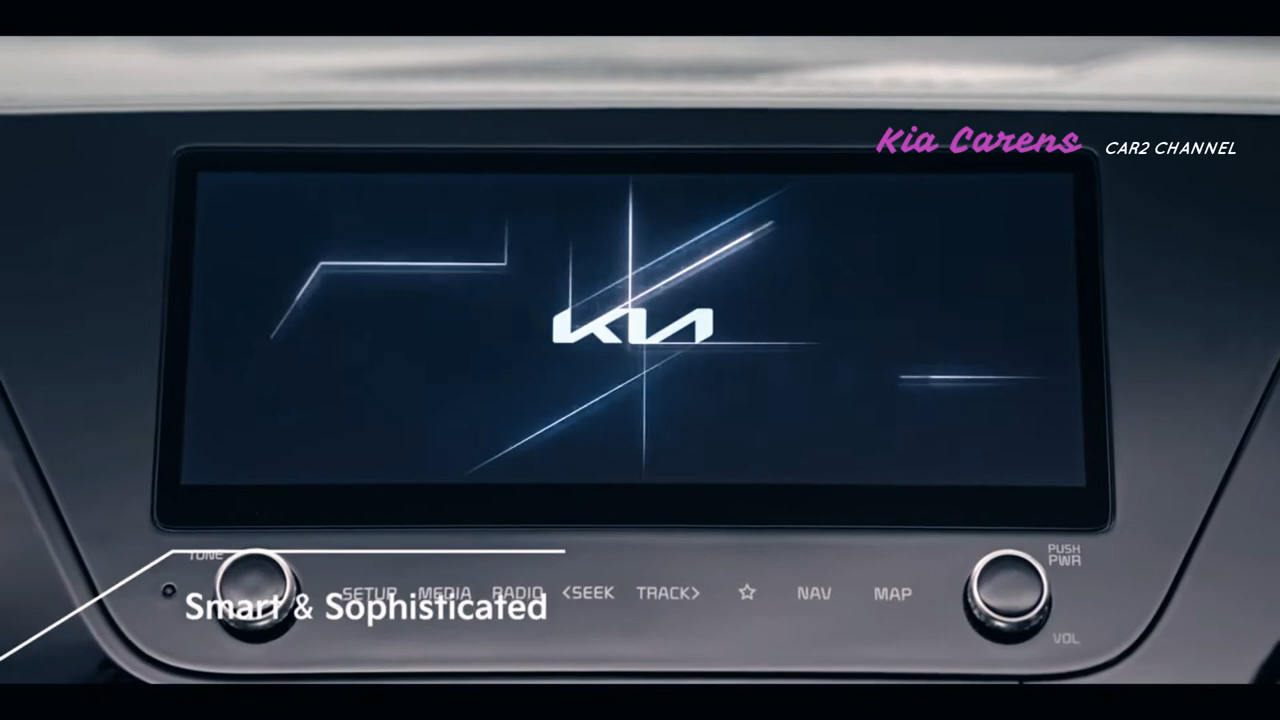 Kia Carens CAR2 CHANNEL
KIA
TUNE
PUSH
PWR
SETUP MEDIA RADIO <SEEK TRACK> ☆ NAV MAP
Smart & Sophisticated
VOL